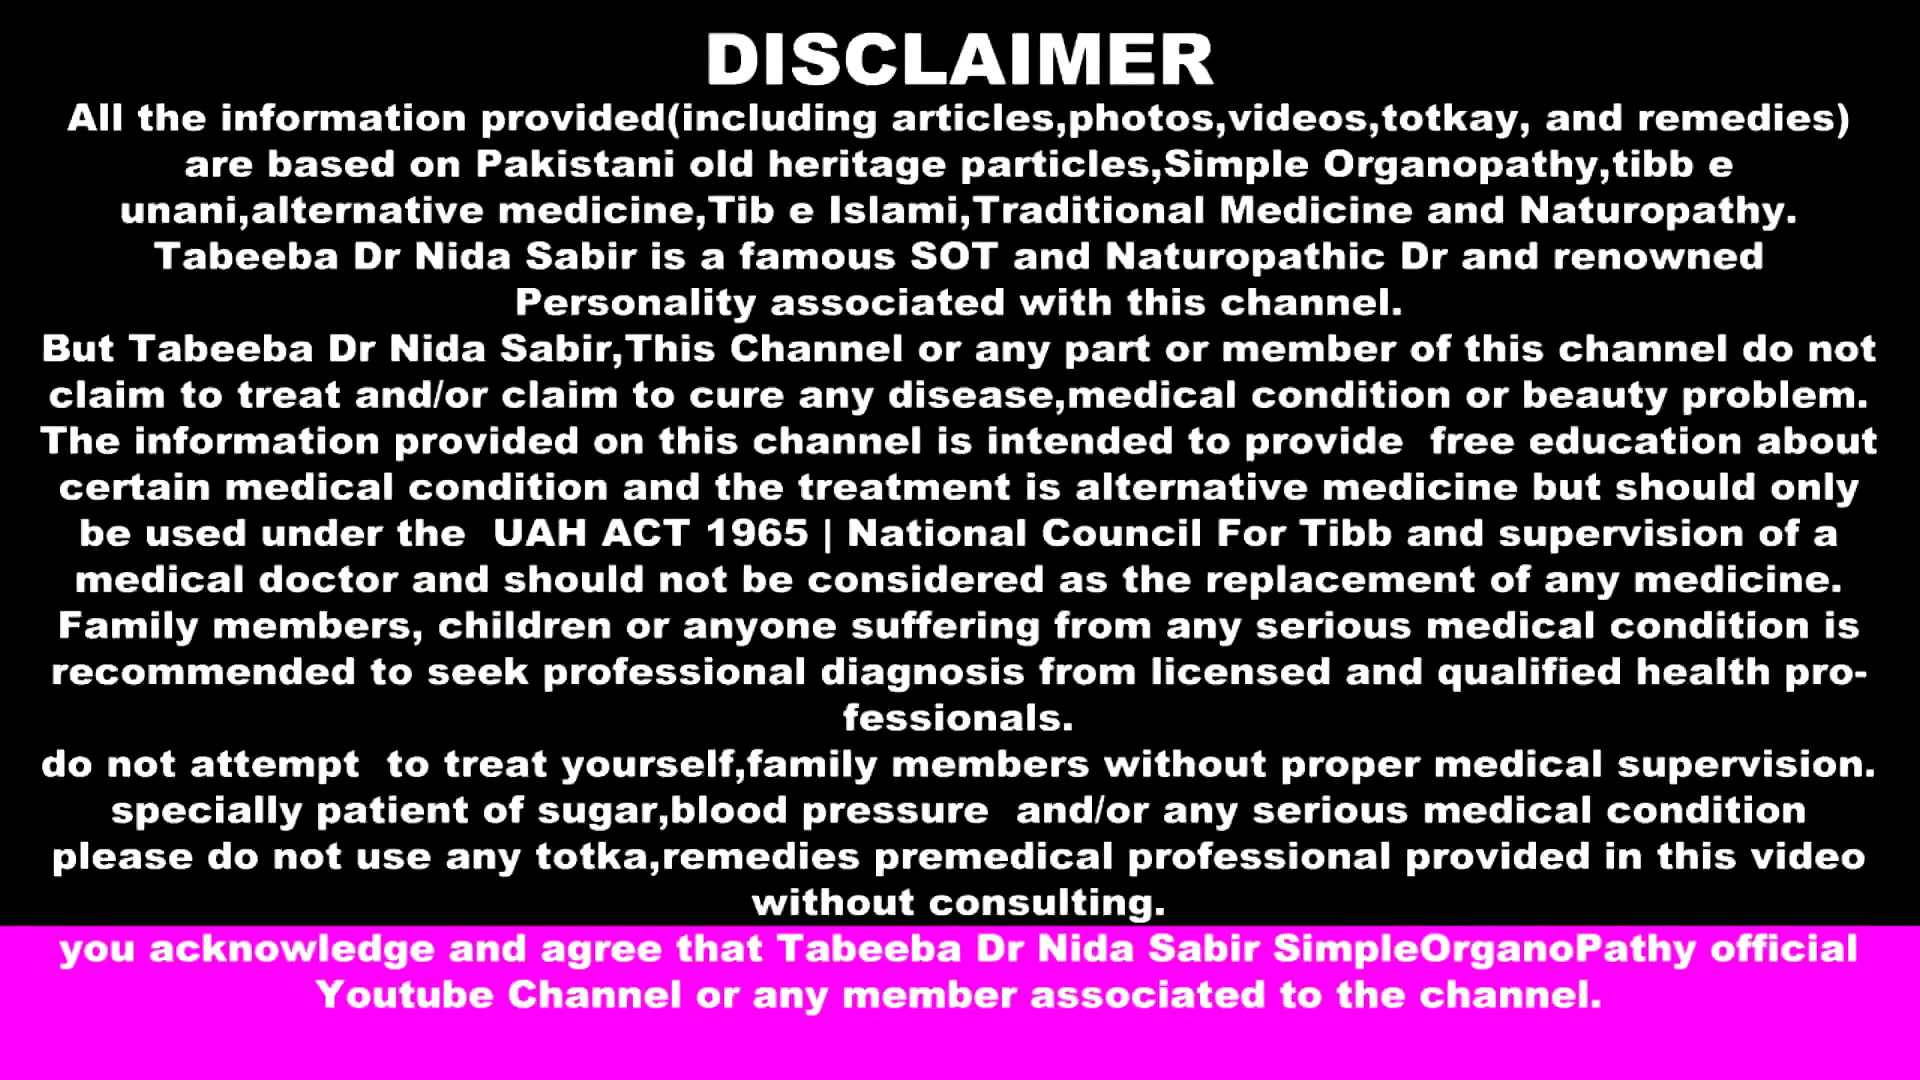 DISCLAIMER
All the information provided(including articles,photos,videos,totkay, and remedies)
are based on Pakistani old heritage particles,Simple Organopathy,tibb e
unani,alternative medicine,Tib e Islami,Traditional Medicine and Naturopathy.
Tabeeba Dr Nida Sabir is a famous SOT and Naturopathic Dr and renowned
Personality associated with this channel.
But Tabeeba Dr Nida Sabir,This Channel or any part or member of this channel do not
claim to treat and/or claim to cure any disease,medical condition or beauty problem.
The information provided on this channel is intended to provide  free education about
certain medical condition and the treatment is alternative medicine but should only
be used under the  UAH ACT 1965 | National Council For Tibb and supervision of a
medical doctor and should not be considered as the replacement of any medicine.
Family members, children or anyone suffering from any serious medical condition is
recommended to seek professional diagnosis from licensed and qualified health pro-
fessionals.
do not attempt  to treat yourself,family members without proper medical supervision.
specially patient of sugar,blood pressure  and/or any serious medical condition
please do not use any totka,remedies premedical professional provided in this video
without consulting.
you acknowledge and agree that Tabeeba Dr Nida Sabir SimpleOrganoPathy official
Youtube Channel or any member associated to the channel.